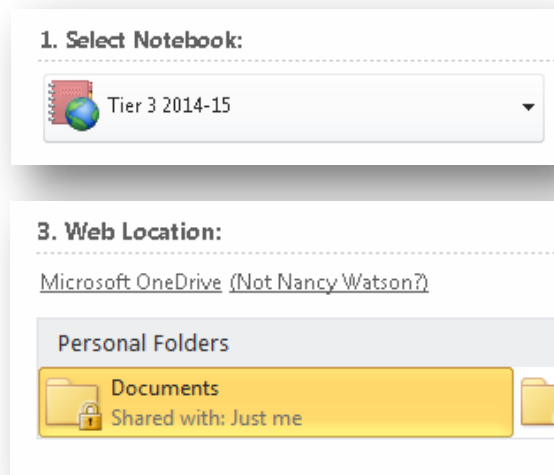 1. Select Notebook:
Tier 3 2014-15
3. Web Location:
Microsoft OneDrive (Not Nancy Watson?)
Personal Folders
Documents
Shared with: Just me